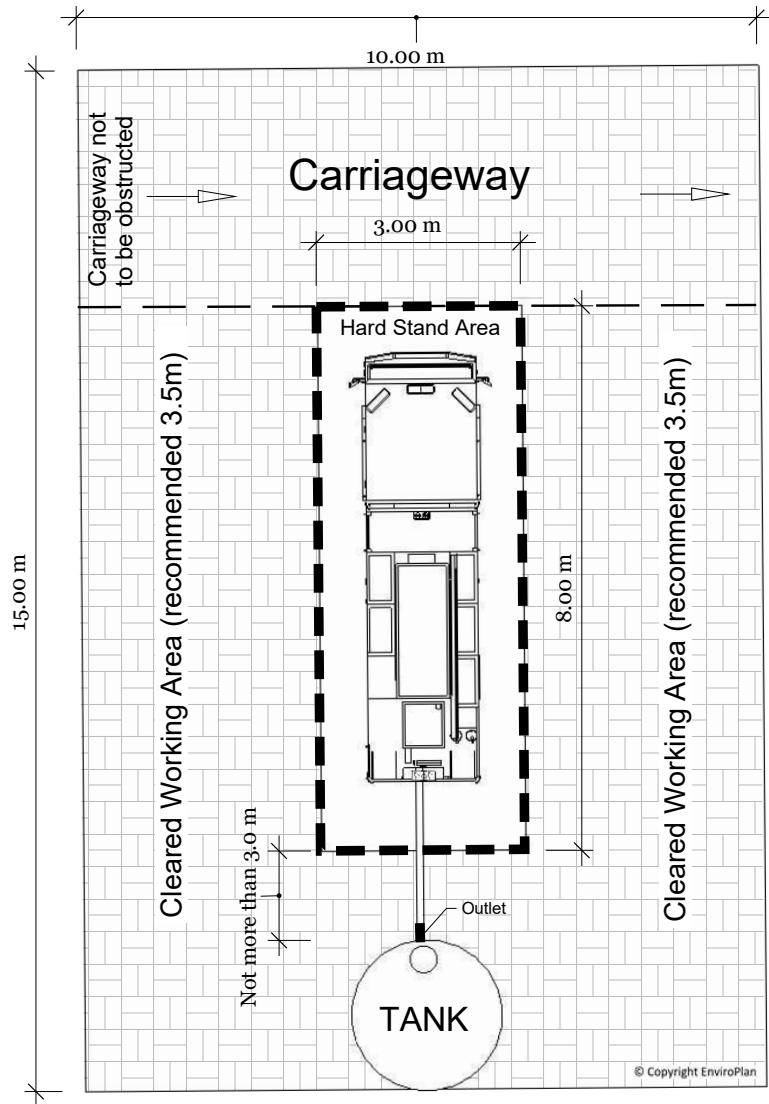 10.00 m
Carriageway not
to be obstructed
Carriageway
3.00 m
Hard Stand Area
15.00 m
Cleared Working Area (recommended 3.5m)
8.00 m
Cleared Working Area (recommended 3.5m)
Not more than 3.0 m
Outlet
TANK
© Copyright EnviroPlan